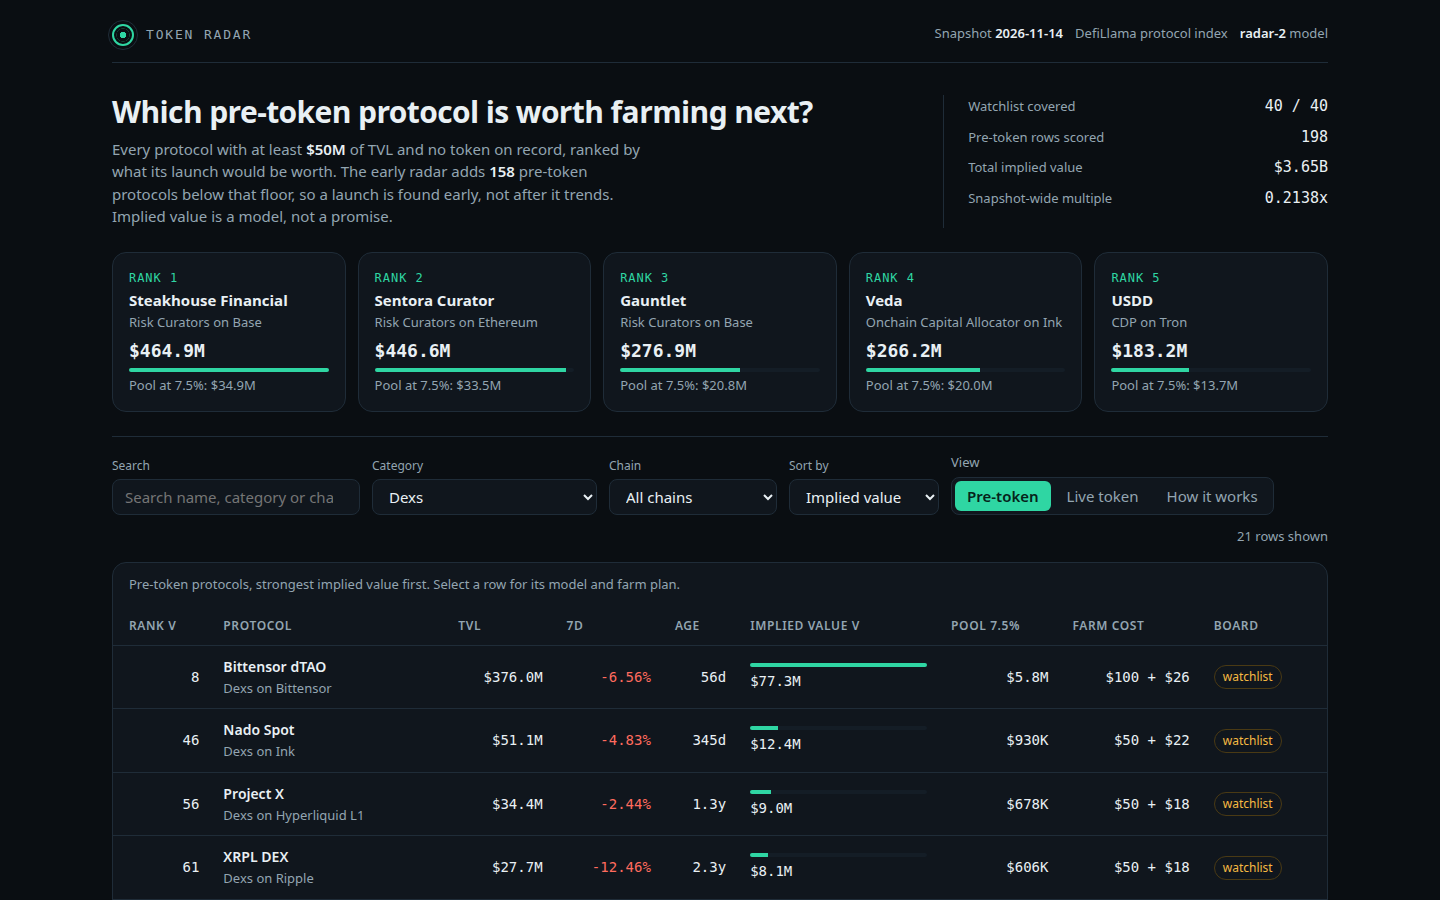 TOKEN RADAR
Snapshot 2026-11-14 DefiLlama protocol index radar-2 model
Which pre-token protocol is worth farming next?
Every protocol with at least $50M of TVL and no token on record, ranked by
what its launch would be worth. The early radar adds 158 pre-token
protocols below that floor, so a launch is found early, not after it trends.
Implied value is a model, not a promise.
Watchlist covered 40 / 40
Pre-token rows scored 198
Total implied value $3.65B
Snapshot-wide multiple 0.2138x
RANK 1
Steakhouse Financial
Risk Curators on Base
$464.9M
Pool at 7.5%: $34.9M
RANK 2
Sentora Curator
Risk Curators on Ethereum
$446.6M
Pool at 7.5%: $33.5M
RANK 3
Gauntlet
Risk Curators on Base
$276.9M
Pool at 7.5%: $20.8M
RANK 4
Veda
Onchain Capital Allocator on Ink
$266.2M
Pool at 7.5%: $20.0M
RANK 5
USDD
CDP on Tron
$183.2M
Pool at 7.5%: $13.7M
Search Category Chain Sort by View
Search name, category or cha Dexs All chains Implied value Pre-token Live token How it works
21 rows shown
Pre-token protocols, strongest implied value first. Select a row for its model and farm plan.
RANK V PROTOCOL TVL 7D AGE IMPLIED VALUE V POOL 7.5% FARM COST BOARD
8 Bittensor dTAO $376.0M -6.56% 56d $77.3M $5.8M $100 + $26 watchlist
Dexs on Bittensor
46 Nado Spot $51.1M -4.83% 345d $12.4M $930K $50 + $22 watchlist
Dexs on Ink
56 Project X $34.4M -2.44% 1.3y $9.0M $678K $50 + $18 watchlist
Dexs on Hyperliquid L1
61 XRPL DEX $27.7M -12.46% 2.3y $8.1M $606K $50 + $18 watchlist
Dexs on Ripple